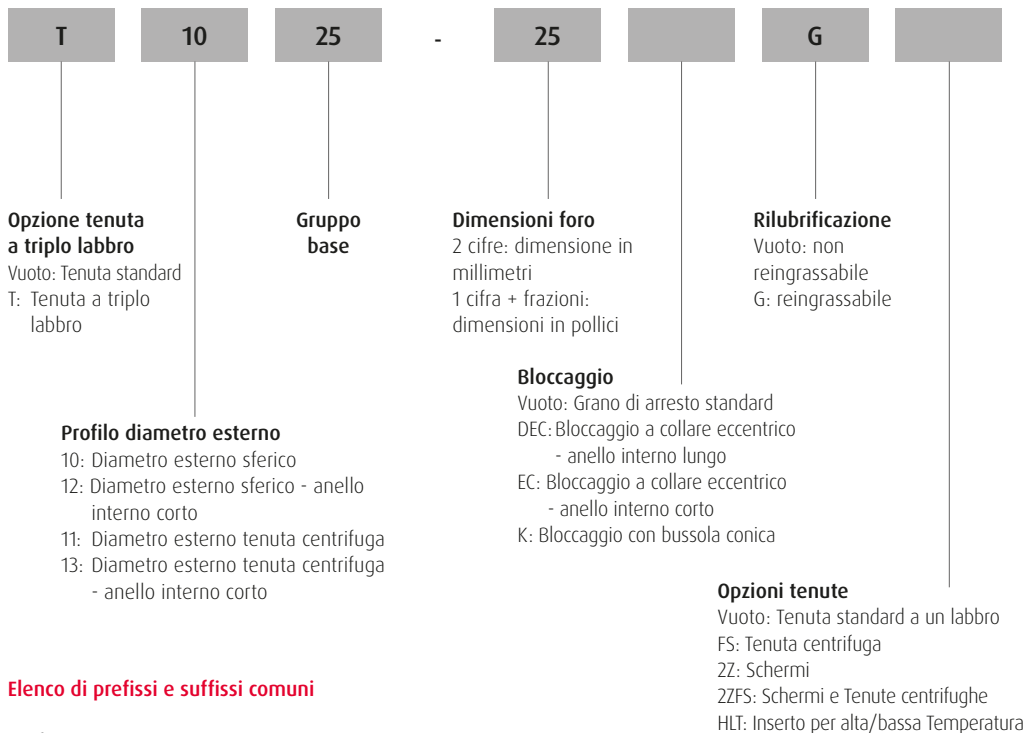 T 10 25 - 25 G
Opzione tenuta
a triplo labbro
Vuoto: Tenuta standard
T: Tenuta a triplo
labbro
Gruppo
base
Dimensioni foro
2 cifre: dimensione in
millimetri
1 cifra + frazioni:
dimensioni in pollici
Rilubrificazione
Vuoto: non
reingrassabile
G: reingrassabile
Bloccaggio
Vuoto: Grano di arresto standard
DEC: Bloccaggio a collare eccentrico
- anello interno lungo
EC: Bloccaggio a collare eccentrico
- anello interno corto
K: Bloccaggio con bussola conica
Profilo diametro esterno
10: Diametro esterno sferico
12: Diametro esterno sferico - anello
interno corto
11: Diametro esterno tenuta centrifuga
13: Diametro esterno tenuta centrifuga
- anello interno corto
Opzioni tenute
Vuoto: Tenuta standard a un labbro
FS: Tenuta centrifuga
2Z: Schermi
2ZFS: Schermi e Tenute centrifughe
HLT: Inserto per alta/bassa Temperatura
Elenco di prefissi e suffissi comuni